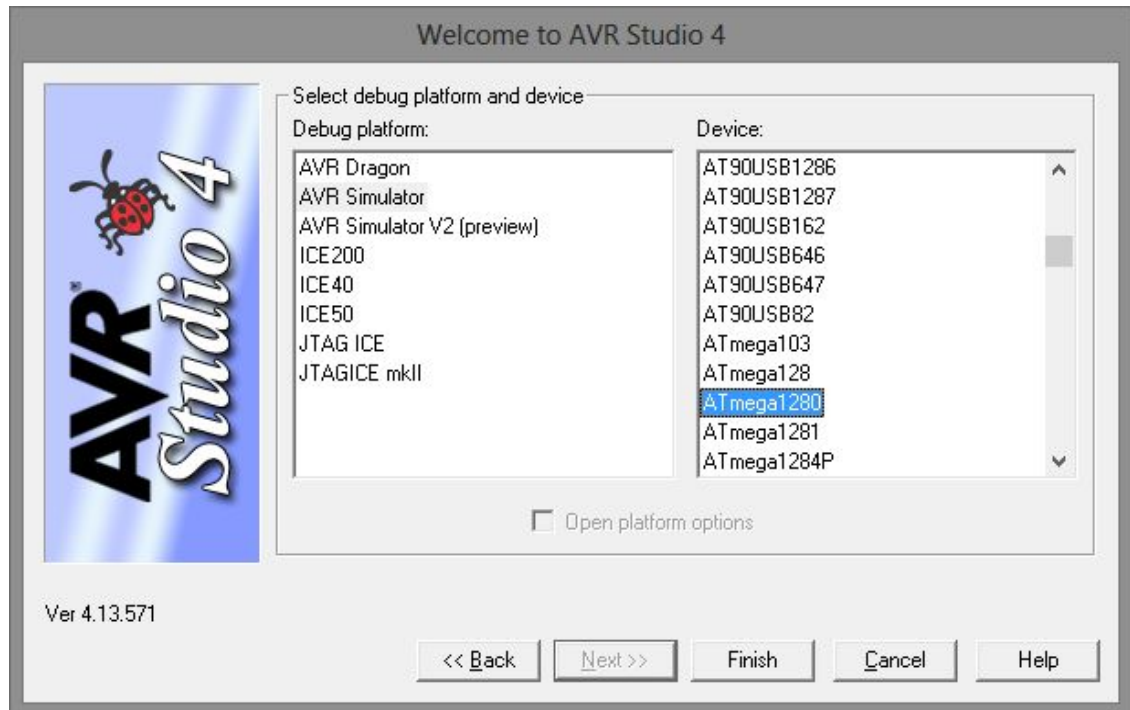 Welcome to AVR Studio 4
AVR®
Studio 4
Select debug platform and device
Debug platform:
AVR Dragon
AVR Simulator
AVR Simulator V2 (preview)
ICE200
ICE40
ICE50
JTAG ICE
JTAGICE mkII
Device:
AT90USB1286
AT90USB1287
AT90USB162
AT90USB646
AT90USB647
AT90USB82
ATmega103
ATmega128
ATmega1280
ATmega1281
ATmega1284P
Open platform options
Ver 4.13.571
<< Back
Next >>
Finish
Cancel
Help